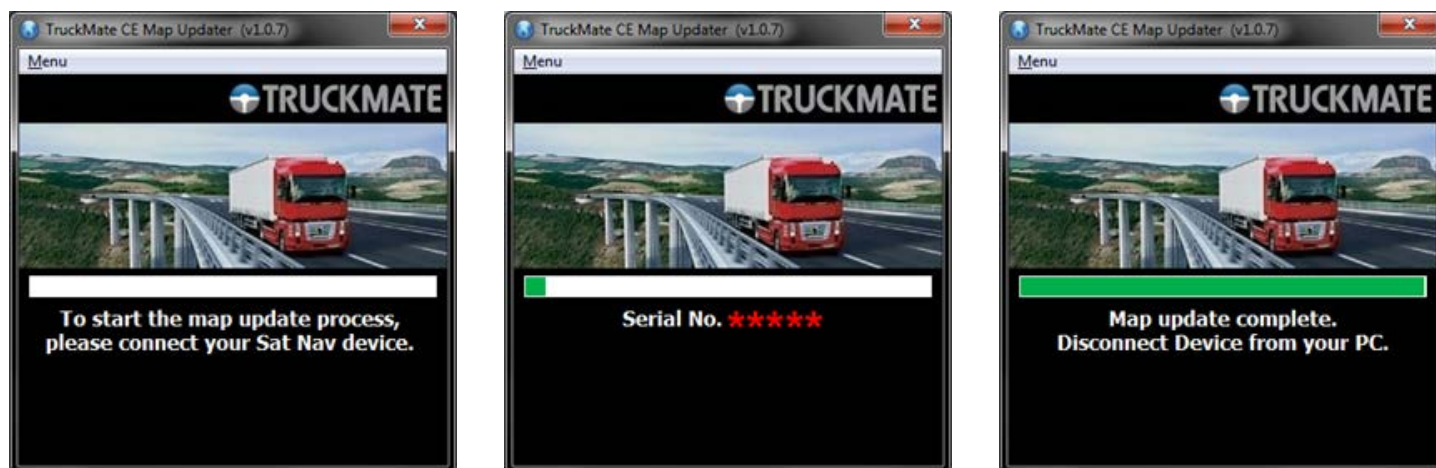 TruckMate CE Map Updater (v1.0.7)
Menu
TRUCKMATE
To start the map update process,
please connect your Sat Nav device.
TruckMate CE Map Updater (v1.0.7)
Menu
TRUCKMATE
Serial No. *****
TruckMate CE Map Updater (v1.0.7)
Menu
TRUCKMATE
Map update complete.
Disconnect Device from your PC.